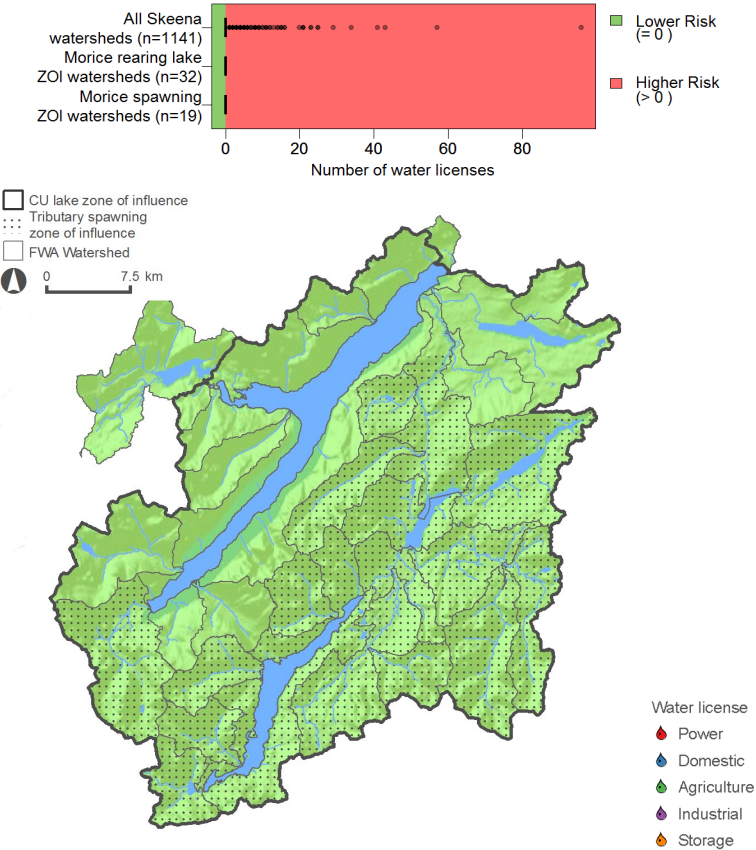 All Skeena
watersheds (n=1141)
Morice rearing lake
ZOI watersheds (n=32)
Morice spawning
ZOI watersheds (n=19)
Lower Risk
(= 0 )
Higher Risk
(> 0 )
0 20 40 60 80
Number of water licenses
CU lake zone of influence
Tributary spawning
zone of influence
FWA Watershed
0 7.5 km
Water license
Power
Domestic
Agriculture
Industrial
Storage